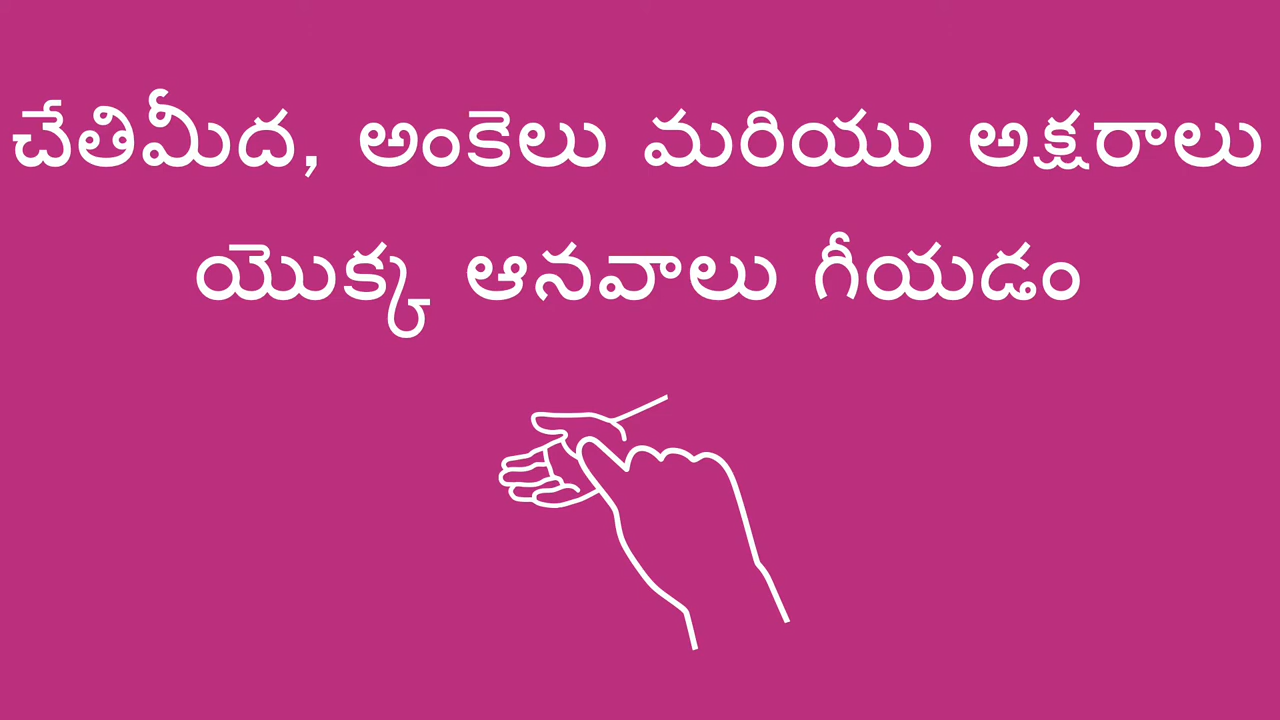 చేతిమీద, అంకెలు మరియు అక్షరాలు
యొక్క ఆనవాలు గీయడం